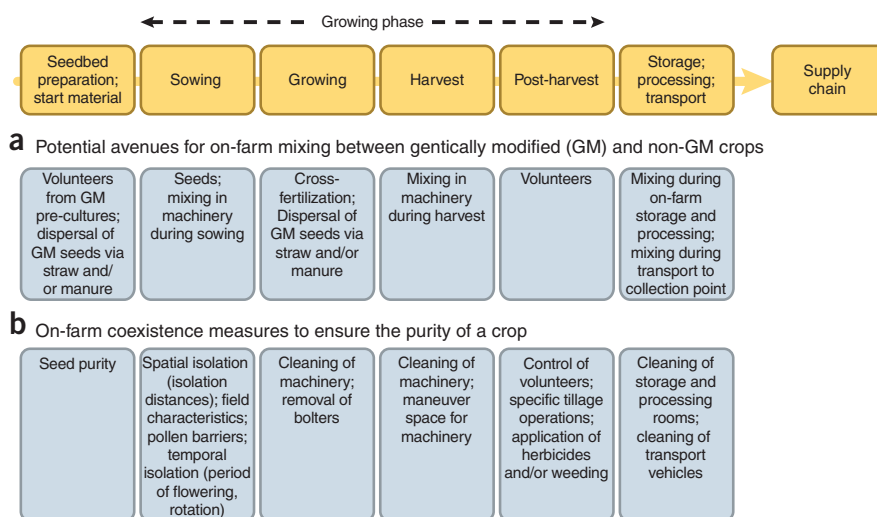 Growing phase
Seedbed
preparation;
start material
Sowing
Growing
Harvest
Post-harvest
Storage;
processing;
transport
Supply
chain
a Potential avenues for on-farm mixing between gentically modified (GM) and non-GM crops
Volunteers
from GM
pre-cultures;
dispersal of
GM seeds via
straw and/
or manure
Seeds;
mixing in
machinery
during sowing
Cross-
fertilization;
Dispersal of
GM seeds via
straw and/or
manure
Mixing in
machinery
during harvest
Volunteers
Mixing during
on-farm
storage and
processing;
mixing during
transport to
collection point
b On-farm coexistence measures to ensure the purity of a crop
Seed purity
Spatial isolation
(isolation
distances); field
characteristics;
pollen barriers;
temporal
isolation (period
of flowering,
rotation)
Cleaning of
machinery;
removal of
bolters
Cleaning of
machinery;
maneuver
space for
machinery
Control of
volunteers;
specific tillage
operations;
application of
herbicides
and/or weeding
Cleaning of
storage and
processing
rooms;
cleaning of
transport
vehicles